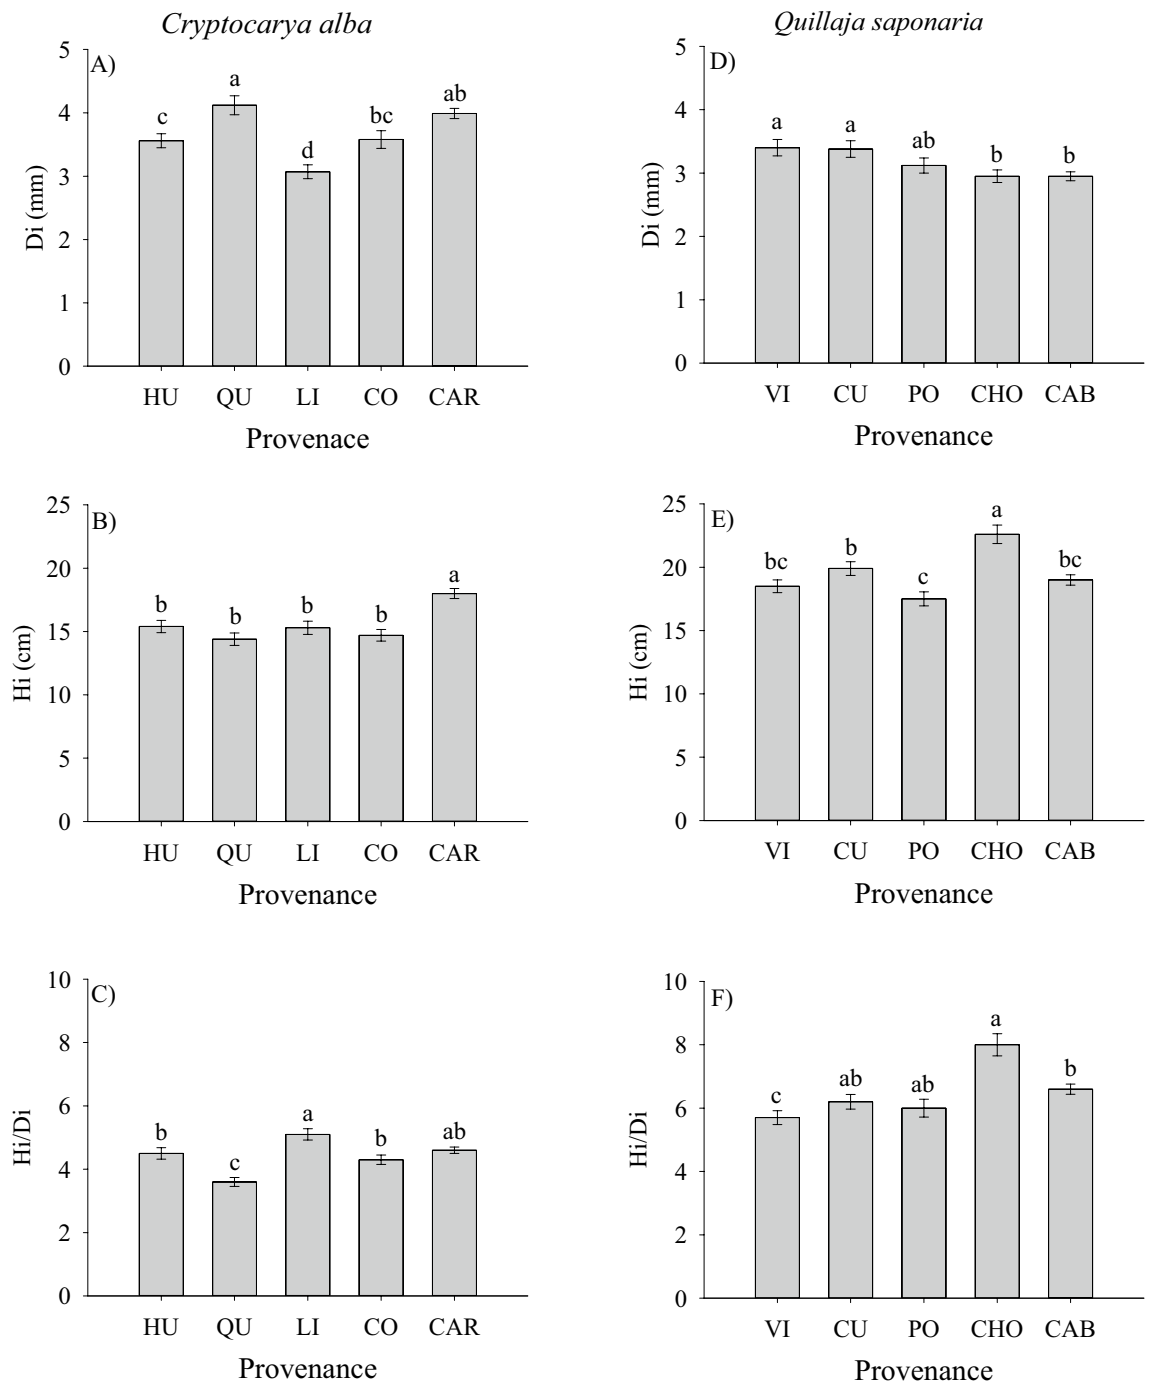 Cryptocarya alba
A)
5
4
3
2
1
0
Di (mm)
c
a
d
bc
ab
HU QU LI CO CAR
Provenace
Quillaja saponaria
D)
5
4
3
2
1
0
Di (mm)
a
a
ab
b
b
VI CU PO CHO CAB
Provenance
B)
25
20
15
10
5
0
Hi (cm)
b
b
b
b
a
HU QU LI CO CAR
Provenance
E)
25
20
15
10
5
0
Hi (cm)
bc
b
c
a
bc
VI CU PO CHO CAB
Provenance
C)
10
8
6
4
2
0
Hi/Di
b
c
a
b
ab
HU QU LI CO CAR
Provenance
F)
10
8
6
4
2
0
Hi/Di
c
ab
ab
a
b
VI CU PO CHO CAB
Provenance